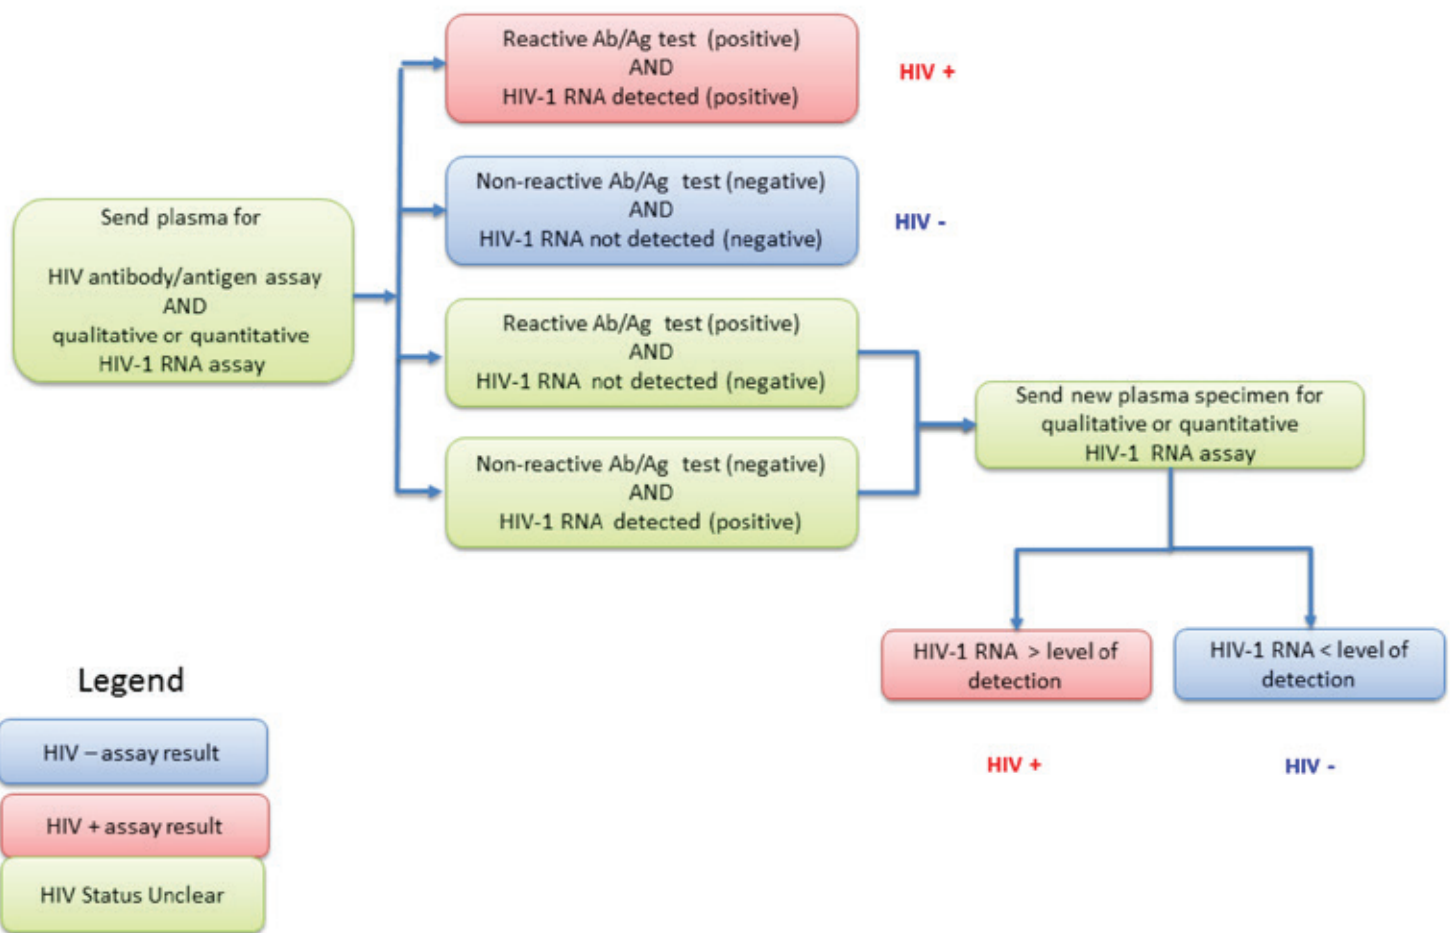 Send plasma for
HIV antibody/antigen assay
AND
qualitative or quantitative
HIV-1 RNA assay
Reactive Ab/Ag test (positive)
AND
HIV-1 RNA detected (positive)
HIV +
Non-reactive Ab/Ag test (negative)
AND
HIV-1 RNA not detected (negative)
HIV -
Reactive Ab/Ag test (positive)
AND
HIV-1 RNA not detected (negative)
Non-reactive Ab/Ag test (negative)
AND
HIV-1 RNA detected (positive)
Send new plasma specimen for
qualitative or quantitative
HIV-1 RNA assay
HIV-1 RNA > level of
detection
HIV +
HIV-1 RNA < level of
detection
HIV -
Legend
HIV – assay result
HIV + assay result
HIV Status Unclear